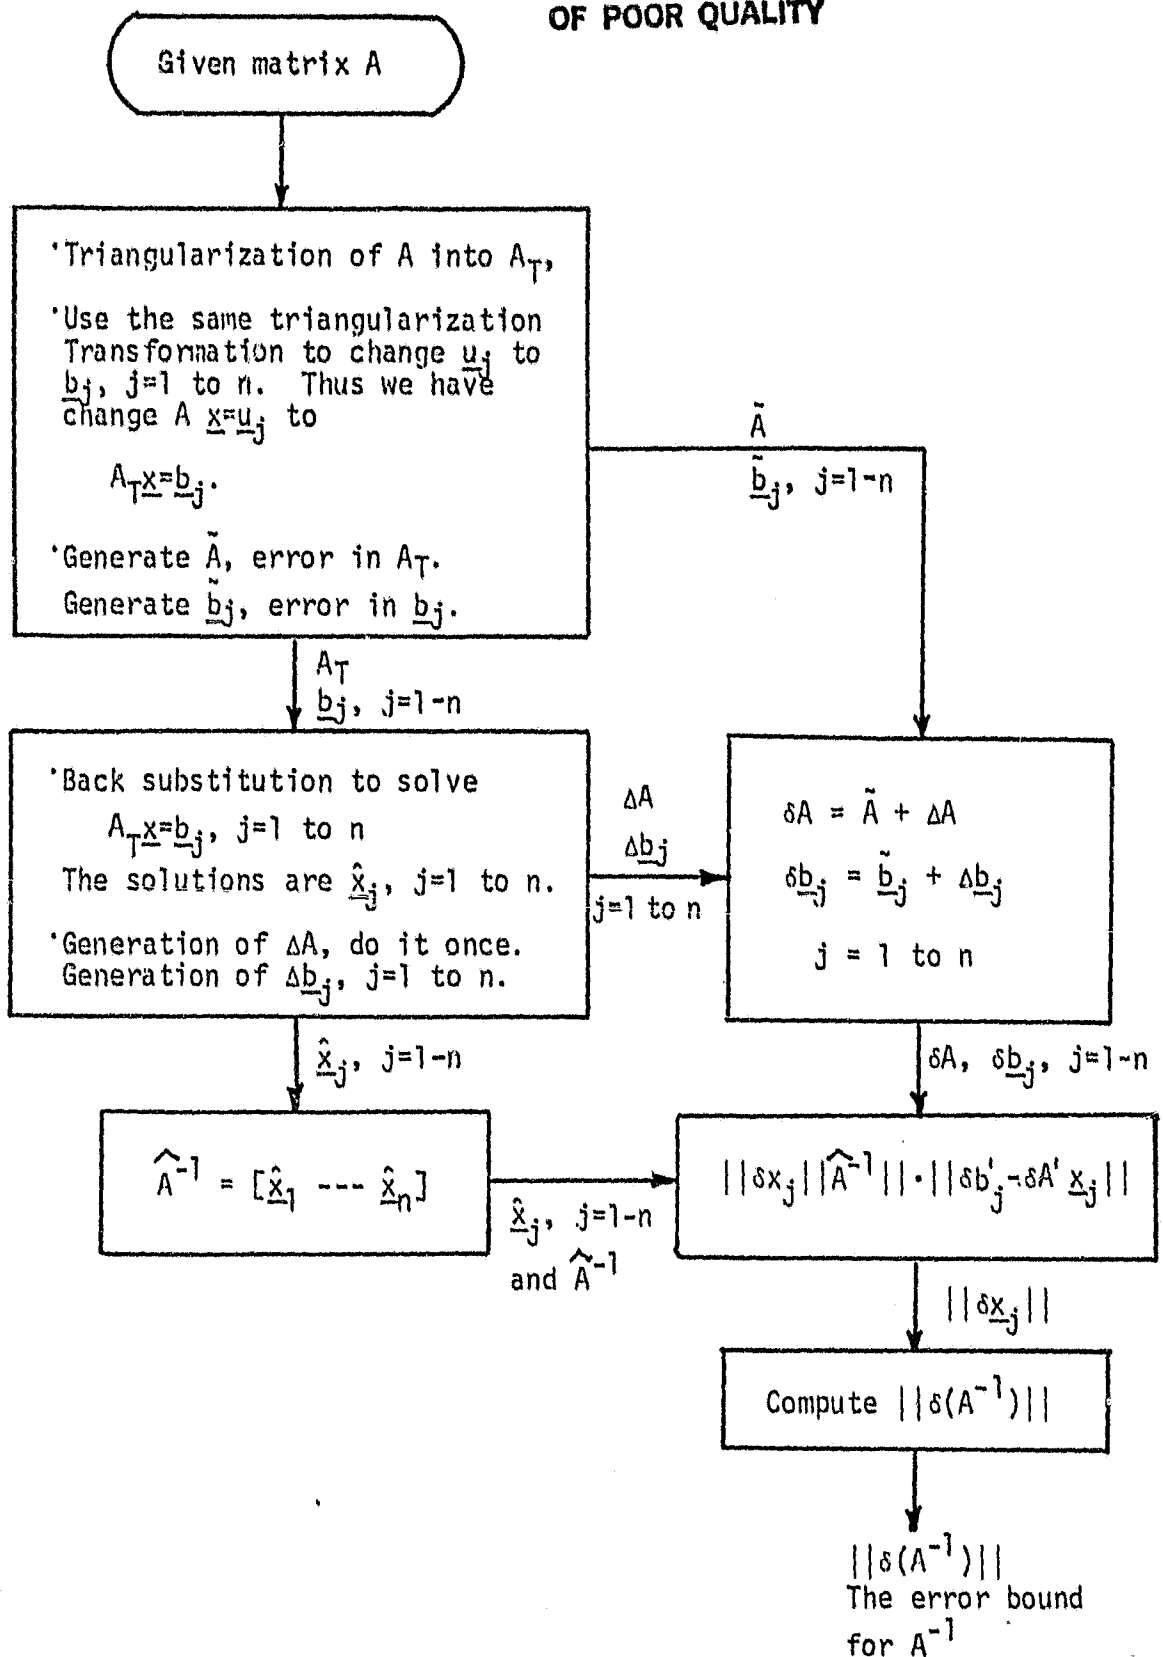 OF POOR QUALITY
Given matrix A
·Triangularization of A into A_T,
·Use the same triangularization
Transformation to change u_j to
b_j, j=1 to n. Thus we have
change A x=u_j to
A_T x=b_j.
·Generate Ã, error in A_T.
Generate b̃_j, error in b_j.
Ã
b̃_j, j=1-n
A_T
b_j, j=1-n
·Back substitution to solve
A_T x=b_j, j=1 to n
The solutions are x̂_j, j=1 to n.
·Generation of ΔA, do it once.
Generation of Δb_j, j=1 to n.
ΔA
Δb_j
j=1 to n
δA = Ã + ΔA
δb_j = b̃_j + Δb_j
j = 1 to n
x̂_j, j=1-n
δA, δb_j, j=1-n
Â⁻¹ = [x̂_1 --- x̂_n]
x̂_j, j=1-n
and Â⁻¹
||δx_j||Â⁻¹||·||δb'_j-δA' x_j||
||δx_j||
Compute ||δ(A⁻¹)||
||δ(A⁻¹)||
The error bound
for A⁻¹